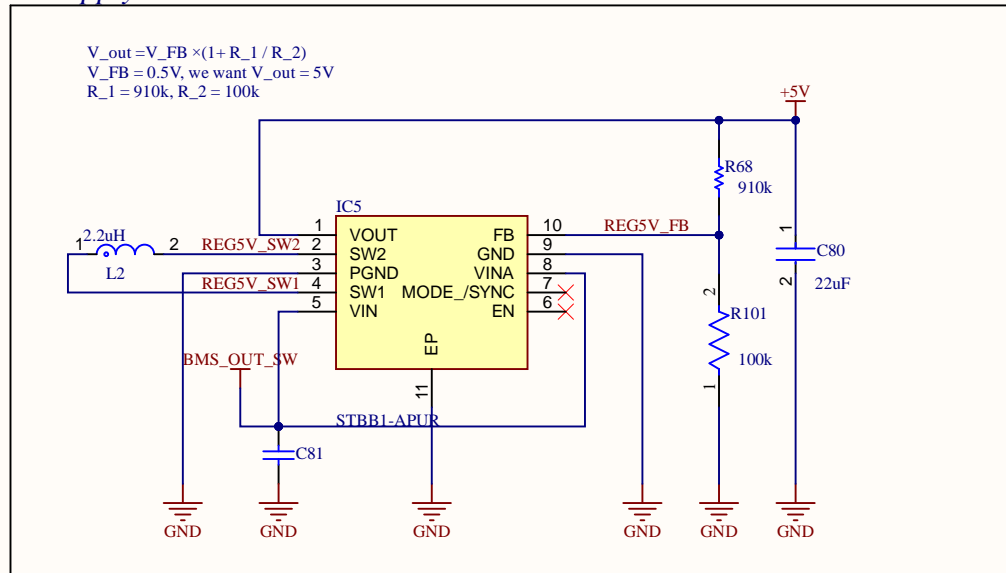 V_out =V_FB ×(1+ R_1 / R_2)
V_FB = 0.5V, we want V_out = 5V
R_1 = 910k, R_2 = 100k
+5V
R68
910k
IC5
1 VOUT
2 SW2
3 PGND
4 SW1
5 VIN
FB 10
GND 9
VINA 8
MODE_/SYNC 7
EN 6
EP
11
STBB1-APUR
1 2.2uH 2
L2
REG5V_SW2
REG5V_SW1
REG5V_FB
1
C80
2
22uF
2
R101
100k
1
BMS_OUT_SW
C81
GND
GND
GND
GND
GND
GND